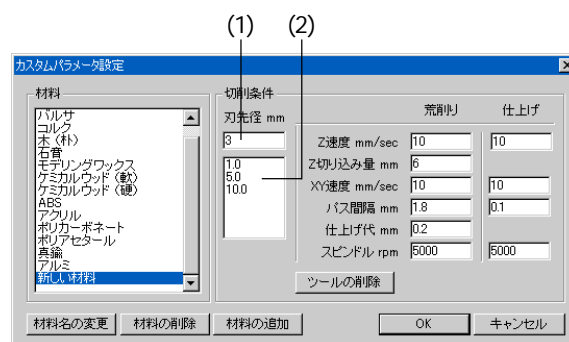 (1) (2)
カスタムパラメータ設定
材料
バルサ
コルク
木（朴）
石膏
モデリングワックス
ケミカルウッド（軟）
ケミカルウッド（硬）
ABS
アクリル
ポリカーボネート
ポリアセタール
真鍮
アルミ
新しい材料
切削条件
刃先径 mm
3
1.0
5.0
10.0
荒削り 仕上げ
Z速度 mm/sec 10 10
Z切り込み量 mm 6
XY速度 mm/sec 10 10
パス間隔 mm 1.8 0.1
仕上げ代 mm 0.2
スピンドル rpm 5000 5000
ツールの削除
材料名の変更 材料の削除 材料の追加 OK キャンセル